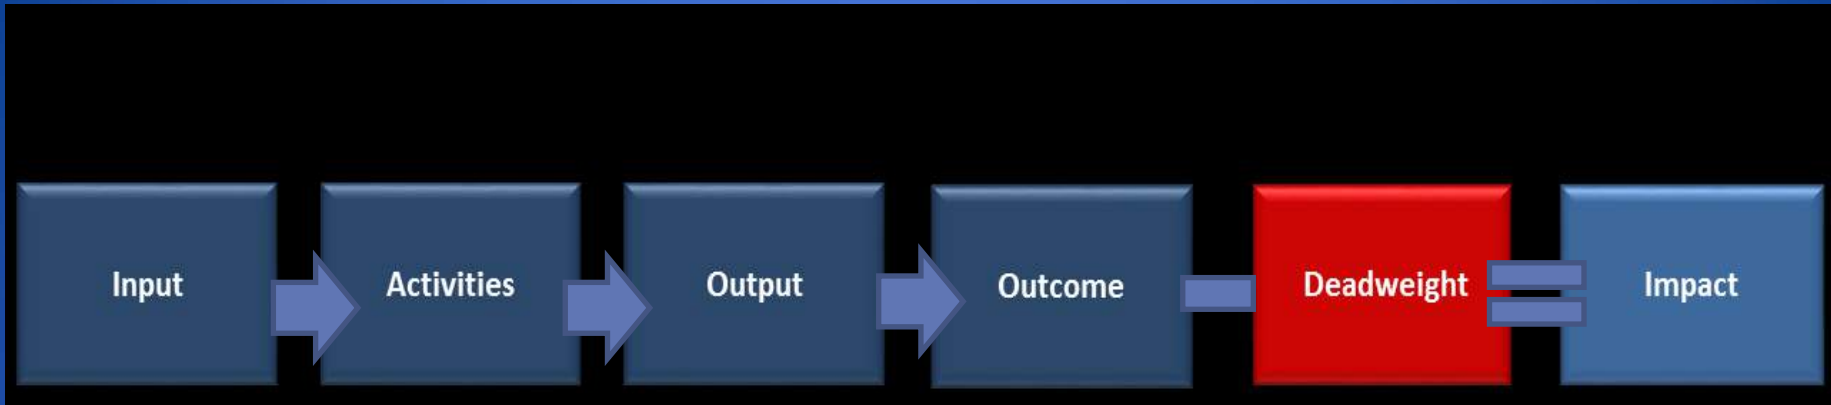 Input
Activities
Output
Outcome
Deadweight
Impact